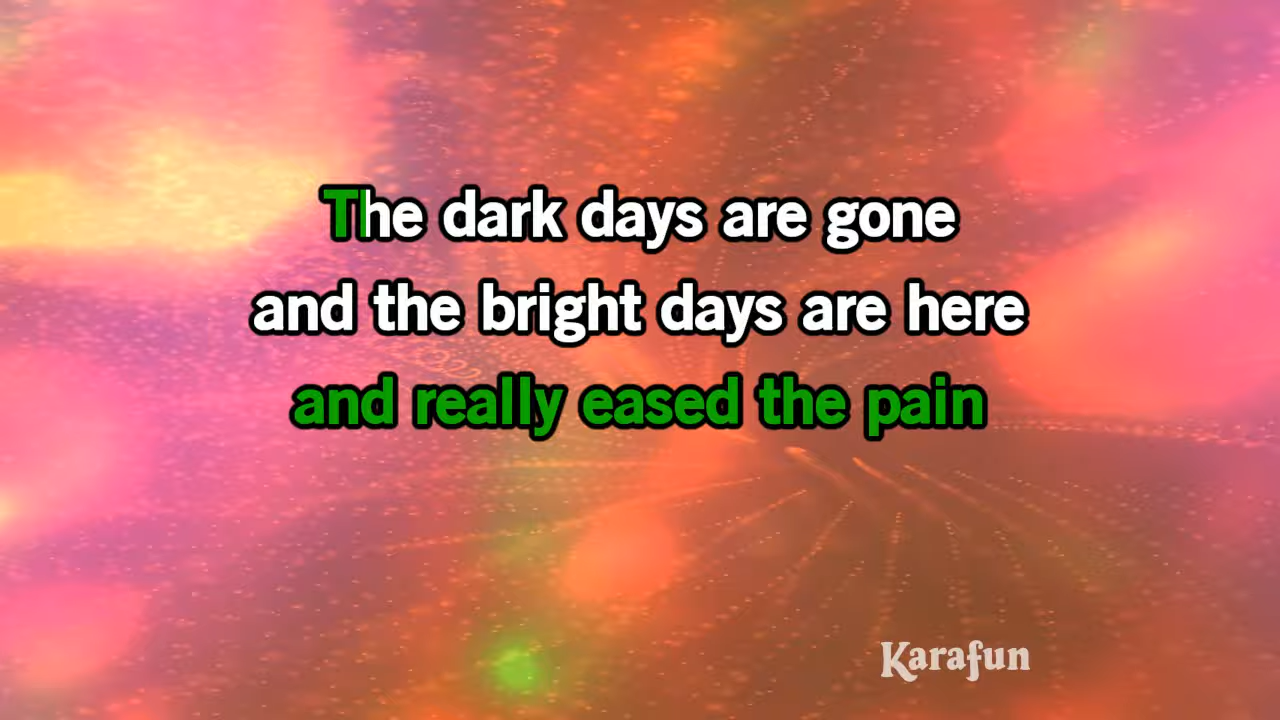 The dark days are gone
and the bright days are here
and really eased the pain
Karafun